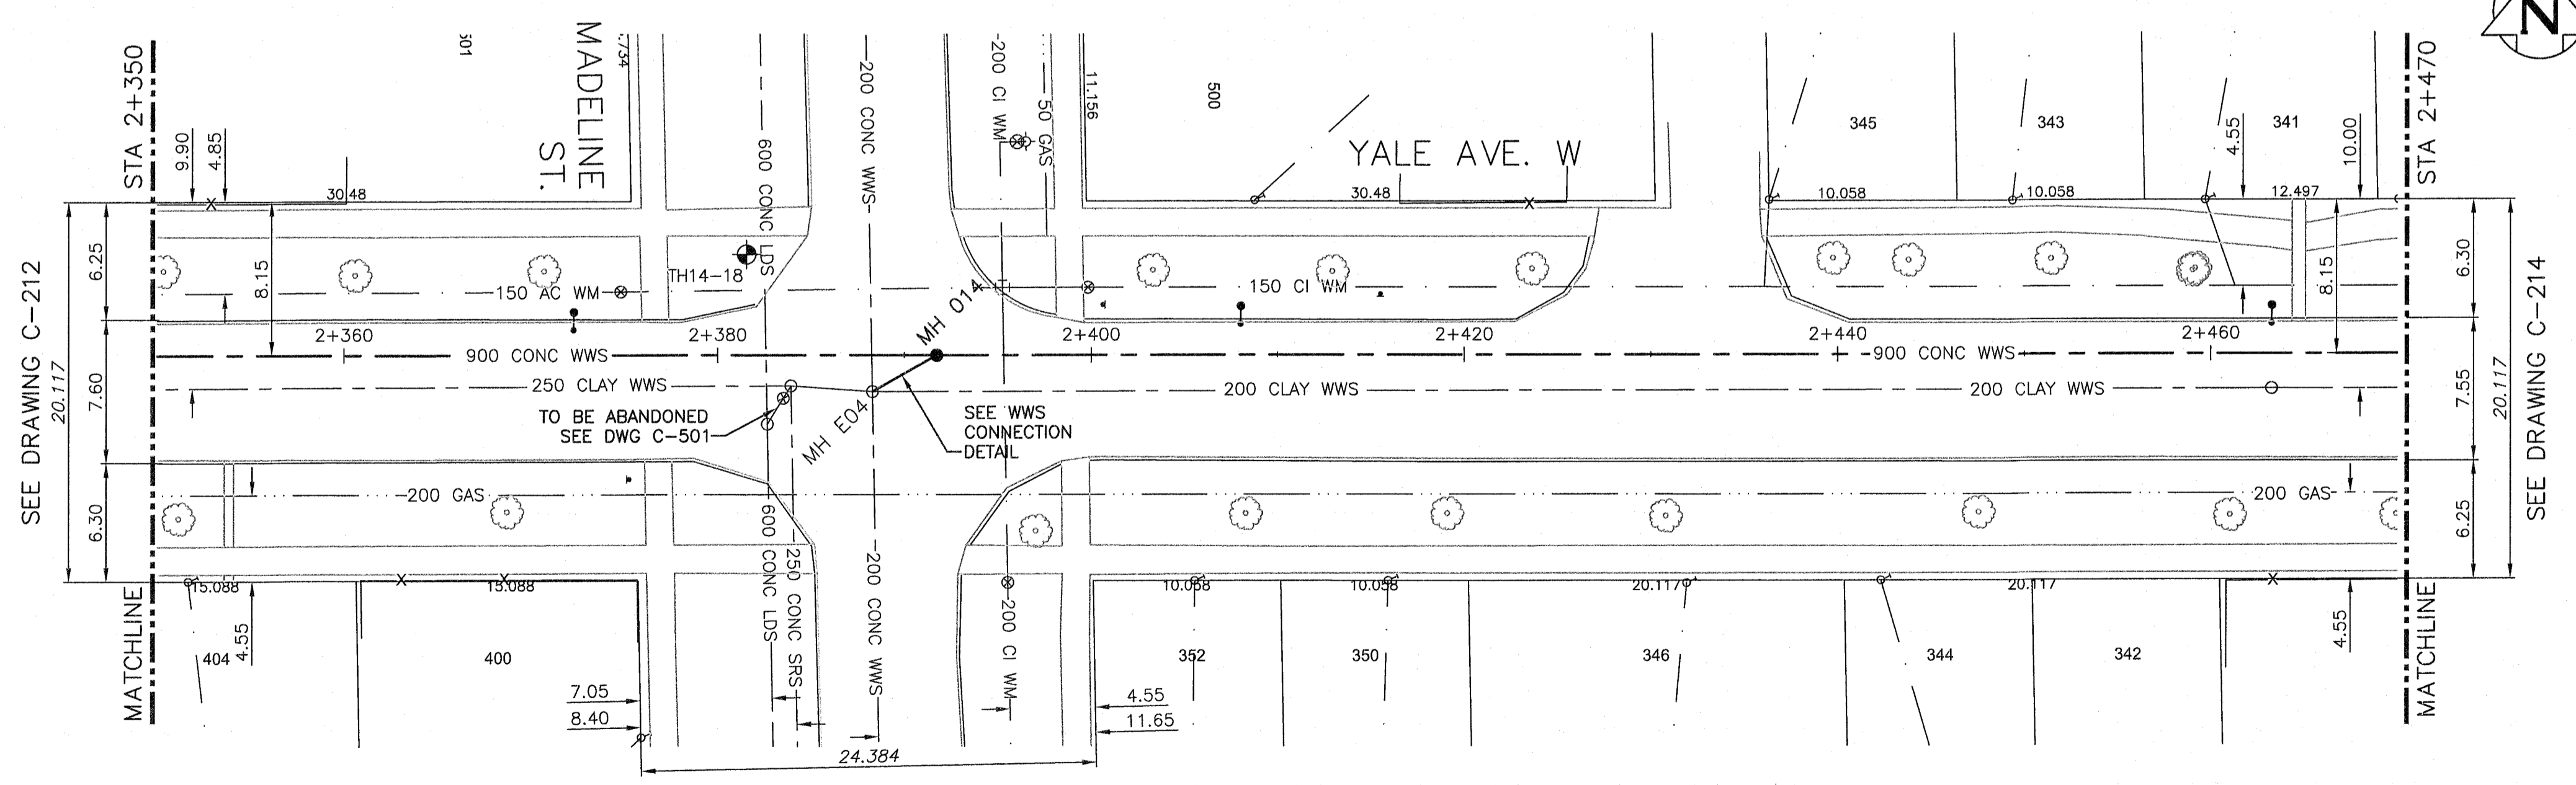 N
STA 2+350
501
MADELINE
ST.
600 CONC LDS
200 CONC WWS
200 CI WM
50 GAS
11.156
500
YALE AVE. W
345
343
341
STA 2+470
9.90
4.85
30.48
30.48
10.058
10.058
12.497
4.55
10.00
SEE DRAWING C-212
20.117
6.25
8.15
TH14-18
150 AC WM
150 CI WM
8.15
6.30
20.117
SEE DRAWING C-214
MH 014
2+360
2+380
2+400
2+420
2+440
2+460
900 CONC WWS
900 CONC WWS
7.60
250 CLAY WWS
200 CLAY WWS
200 CLAY WWS
7.55
TO BE ABANDONED
SEE DWG C-501
MH E04
SEE WWS
CONNECTION
DETAIL
6.30
200 GAS
200 GAS
6.25
600 CONC LDS
250 CONC SRS
200 CONC WWS
200 CI WM
15.088
15.088
10.058
10.058
20.117
20.117
MATCHLINE
4.55
404
400
352
350
346
344
342
4.55
MATCHLINE
7.05
8.40
4.55
11.65
24.384